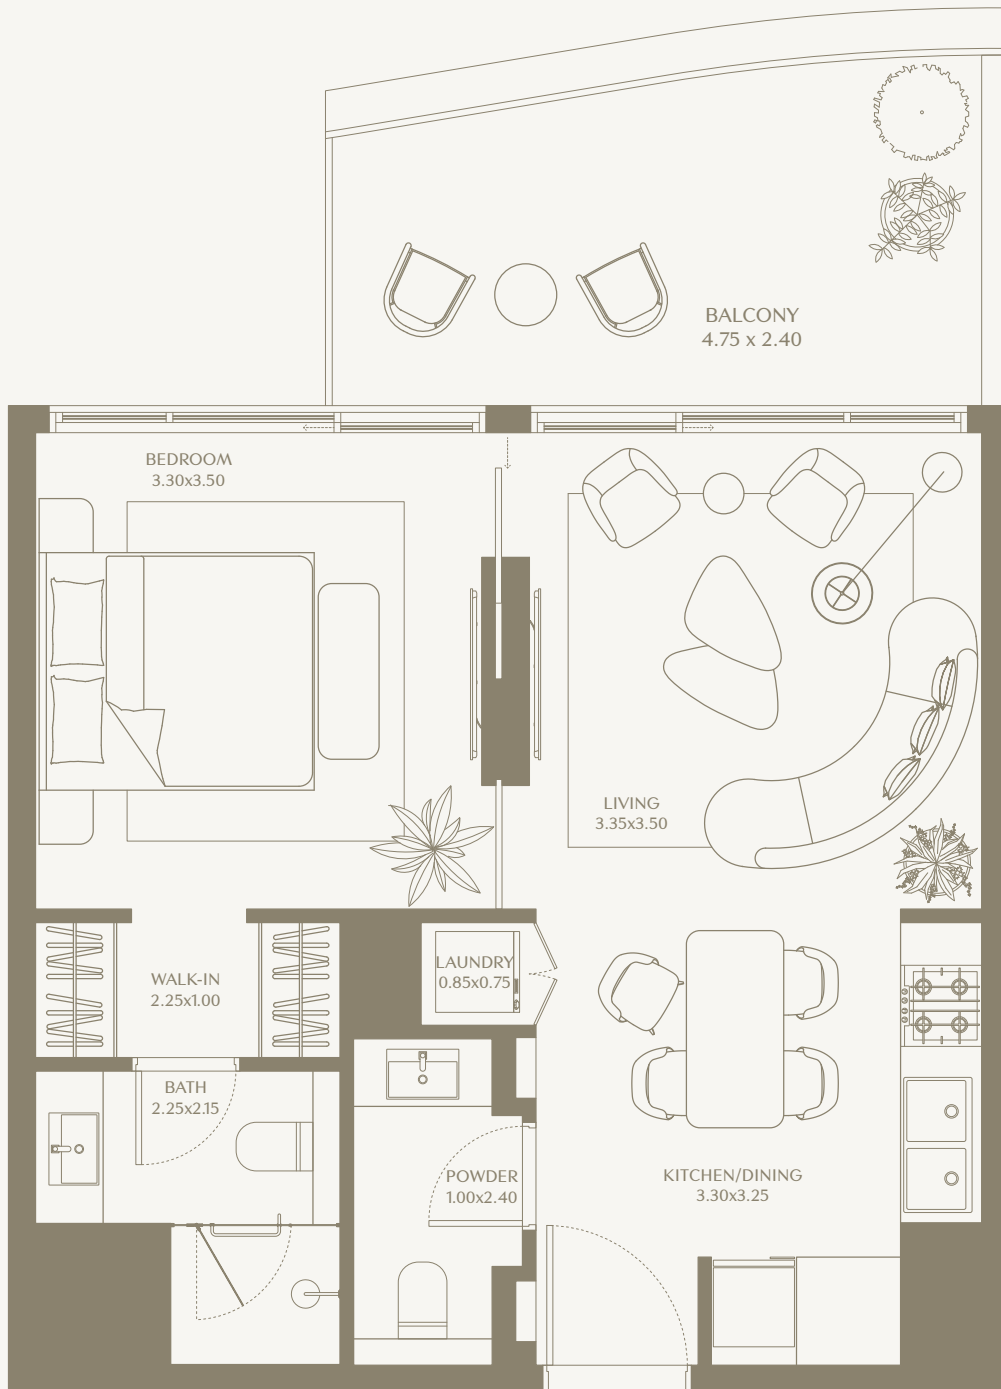 BALCONY
4.75 x 2.40
BEDROOM
3.30x3.50
LIVING
3.35x3.50
WALK-IN
2.25x1.00
LAUNDRY
0.85x0.75
BATH
2.25x2.15
POWDER
1.00x2.40
KITCHEN/DINING
3.30x3.25